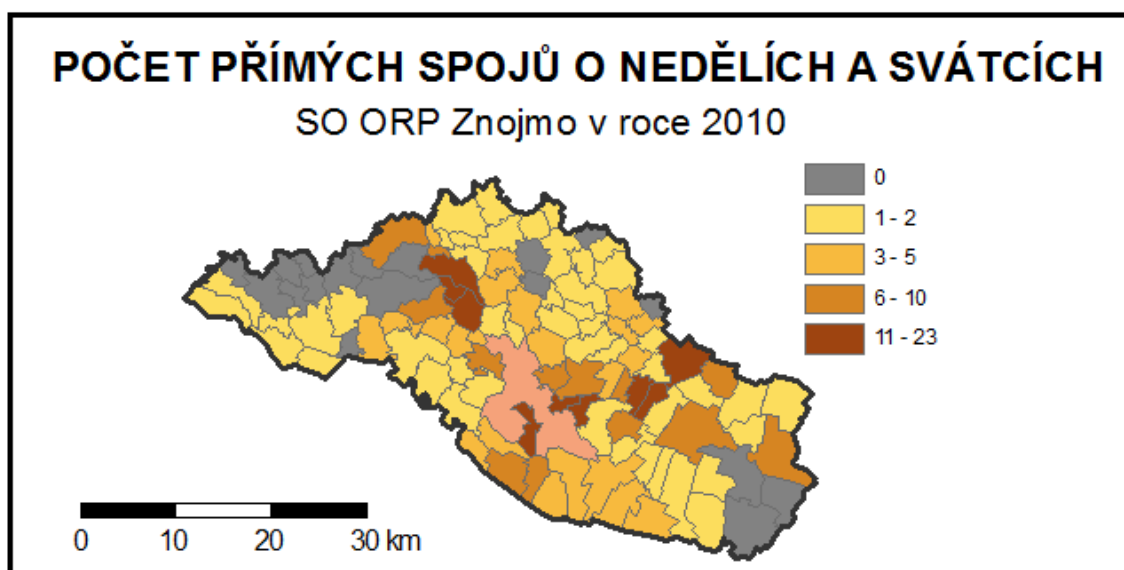 POČET PŘÍMÝCH SPOJŮ O NEDĚLÍCH A SVÁTCÍCH
SO ORP Znojmo v roce 2010
0
1 - 2
3 - 5
6 - 10
11 - 23
0 10 20 30 km